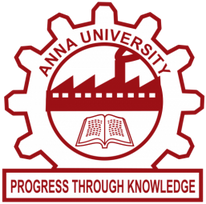 ANNA UNIVERSITY
PROGRESS THROUGH KNOWLEDGE